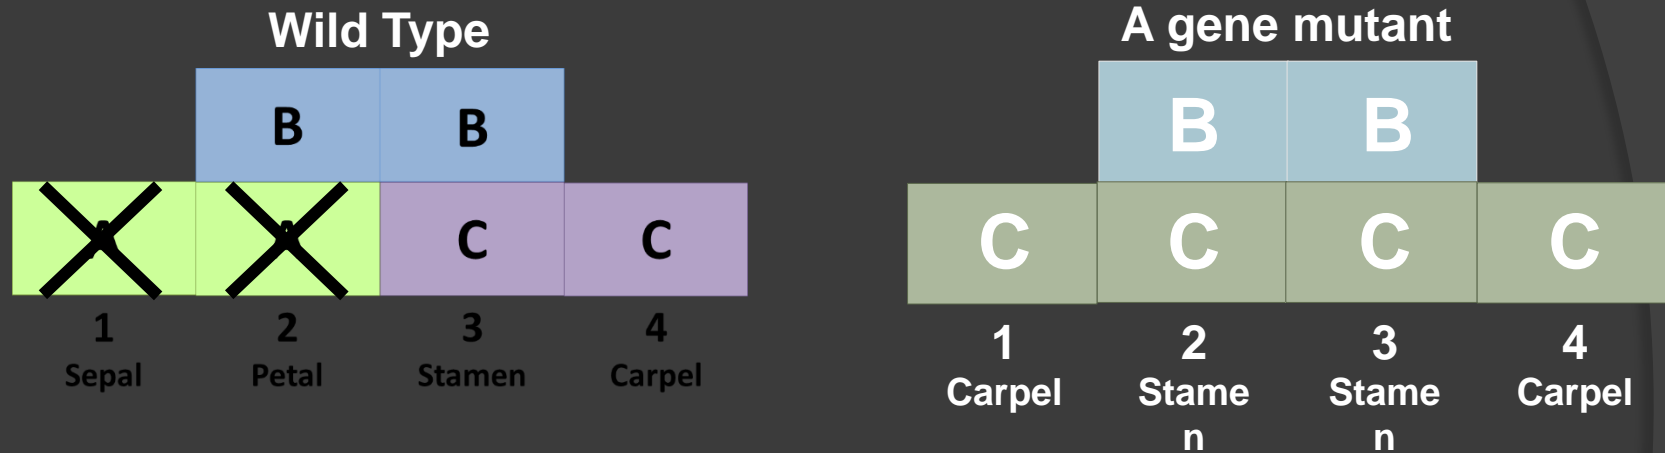 Wild Type
B B
A A C C
1 2 3 4
Sepal Petal Stamen Carpel
A gene mutant
B B
C C C C
1 2 3 4
Carpel Stame Stame Carpel
n n